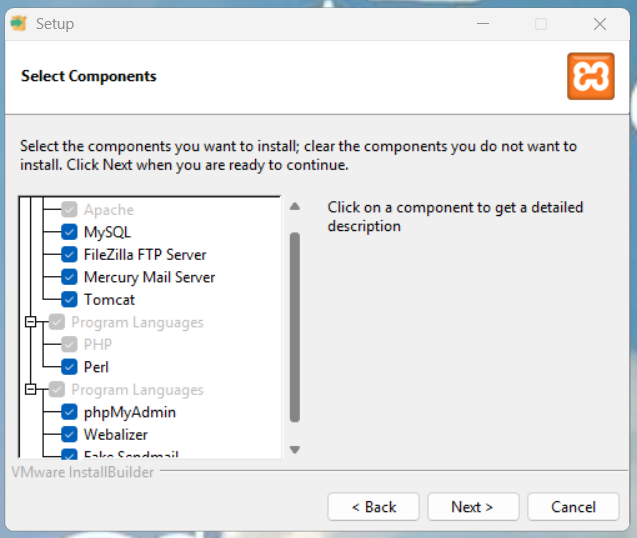 Setup
Select Components
Select the components you want to install; clear the components you do not want to
install. Click Next when you are ready to continue.
Apache
MySQL
FileZilla FTP Server
Mercury Mail Server
Tomcat
Program Languages
PHP
Perl
Program Languages
phpMyAdmin
Webalizer
Fake Sendmail
Click on a component to get a detailed
description
VMware InstallBuilder
< Back
Next >
Cancel